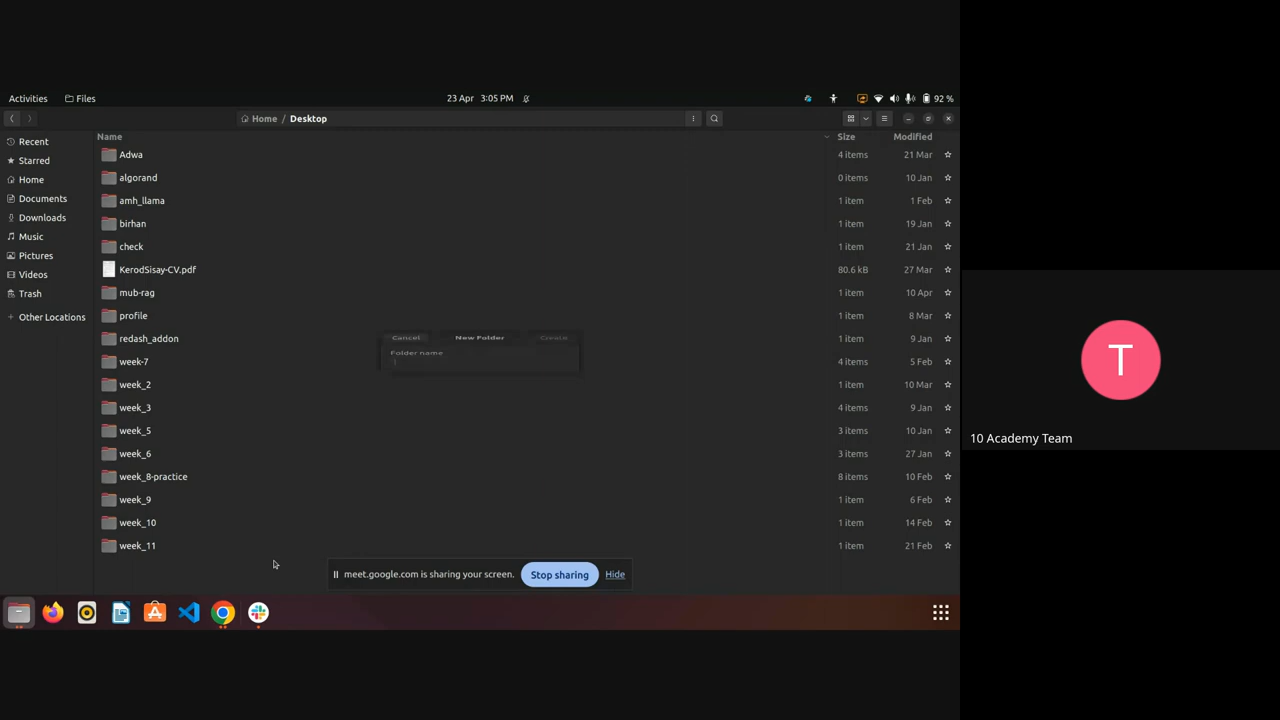 Activities Files 23 Apr 3:05 PM 92 %
Home / Desktop
Name Size Modified
Recent
Starred
Home
Documents
Downloads
Music
Pictures
Videos
Trash
+ Other Locations
Adwa 4 items 21 Mar
algorand 0 items 10 Jan
amh_llama 1 item 1 Feb
birhan 1 item 19 Jan
check 1 item 21 Jan
KerodSisay-CV.pdf 80.6 kB 27 Mar
mub-rag 1 item 10 Apr
profile 1 item 8 Mar
redash_addon 1 item 9 Jan
week-7 4 items 5 Feb
week_2 1 item 10 Mar
week_3 4 items 9 Jan
week_5 3 items 10 Jan
week_6 3 items 27 Jan
week_8-practice 8 items 10 Feb
week_9 1 item 6 Feb
week_10 1 item 14 Feb
week_11 1 item 21 Feb
Cancel New Folder Create
Folder name
meet.google.com is sharing your screen. Stop sharing Hide
T
10 Academy Team